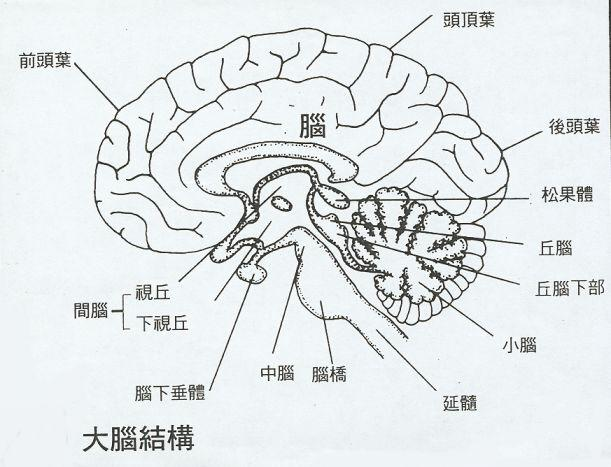 頭頂葉
前頭葉
腦
後頭葉
松果體
丘腦
丘腦下部
間腦
視丘
下視丘
小腦
中腦
腦橋
腦下垂體
延髓
大腦結構